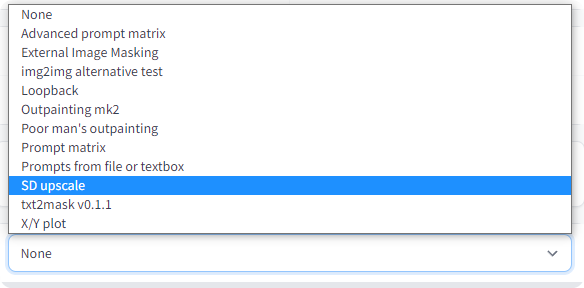 None
Advanced prompt matrix
External Image Masking
img2img alternative test
Loopback
Outpainting mk2
Poor man's outpainting
Prompt matrix
Prompts from file or textbox
SD upscale
txt2mask v0.1.1
X/Y plot
None